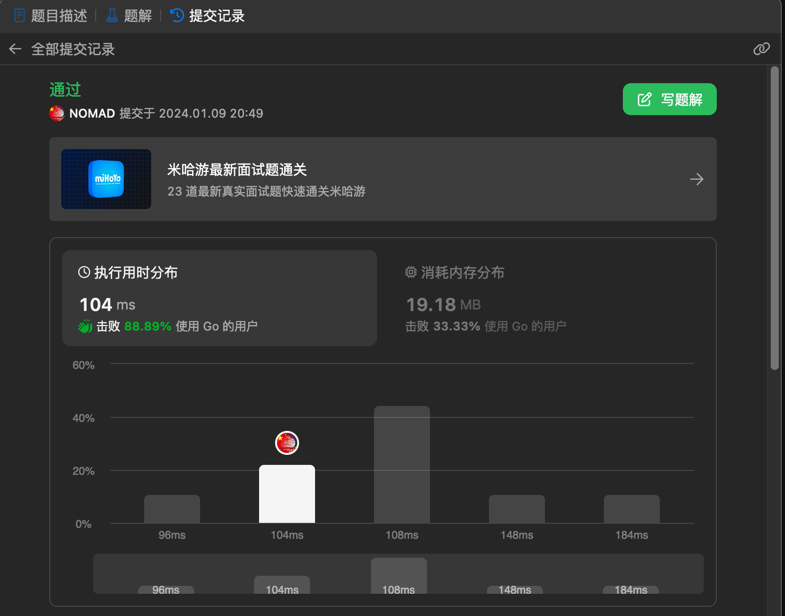 题目描述 题解 提交记录
全部提交记录
通过
NOMAD 提交于 2024.01.09 20:49
写题解
miHoYo
米哈游最新面试题通关
23 道最新真实面试题快速通关米哈游
执行用时分布
104 ms
击败 88.89% 使用 Go 的用户
消耗内存分布
19.18 MB
击败 33.33% 使用 Go 的用户
60%
40%
20%
0%
96ms 104ms 108ms 148ms 184ms
96ms 104ms 108ms 148ms 184ms